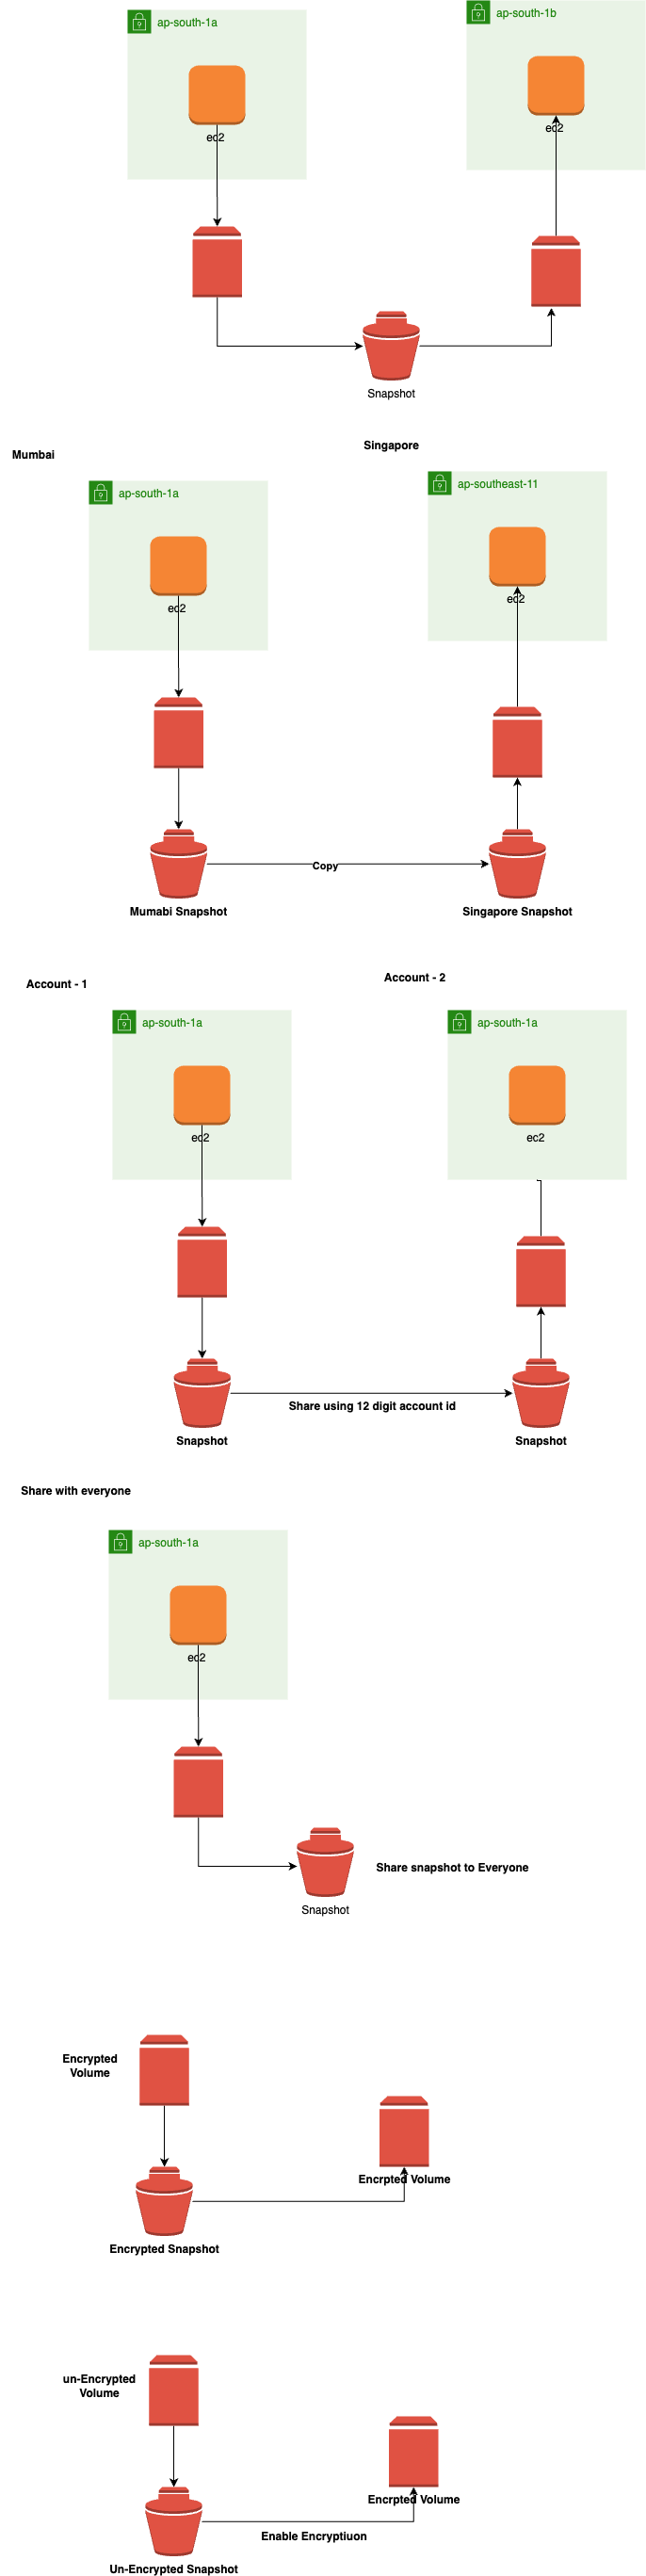 ap-south-1a
ap-south-1b
ec2
ec2
Snapshot
Mumbai
Singapore
ap-south-1a
ap-southeast-11
ec2
ec2
Copy
Mumabi Snapshot
Singapore Snapshot
Account - 1
Account - 2
ap-south-1a
ap-south-1a
ec2
ec2
Share using 12 digit account id
Snapshot
Snapshot
Share with everyone
ap-south-1a
ec2
Share snapshot to Everyone
Snapshot
Encrypted
Volume
Encrpted Volume
Encrypted Snapshot
un-Encrypted
Volume
Encrpted Volume
Enable Encryptiuon
Un-Encrypted Snapshot